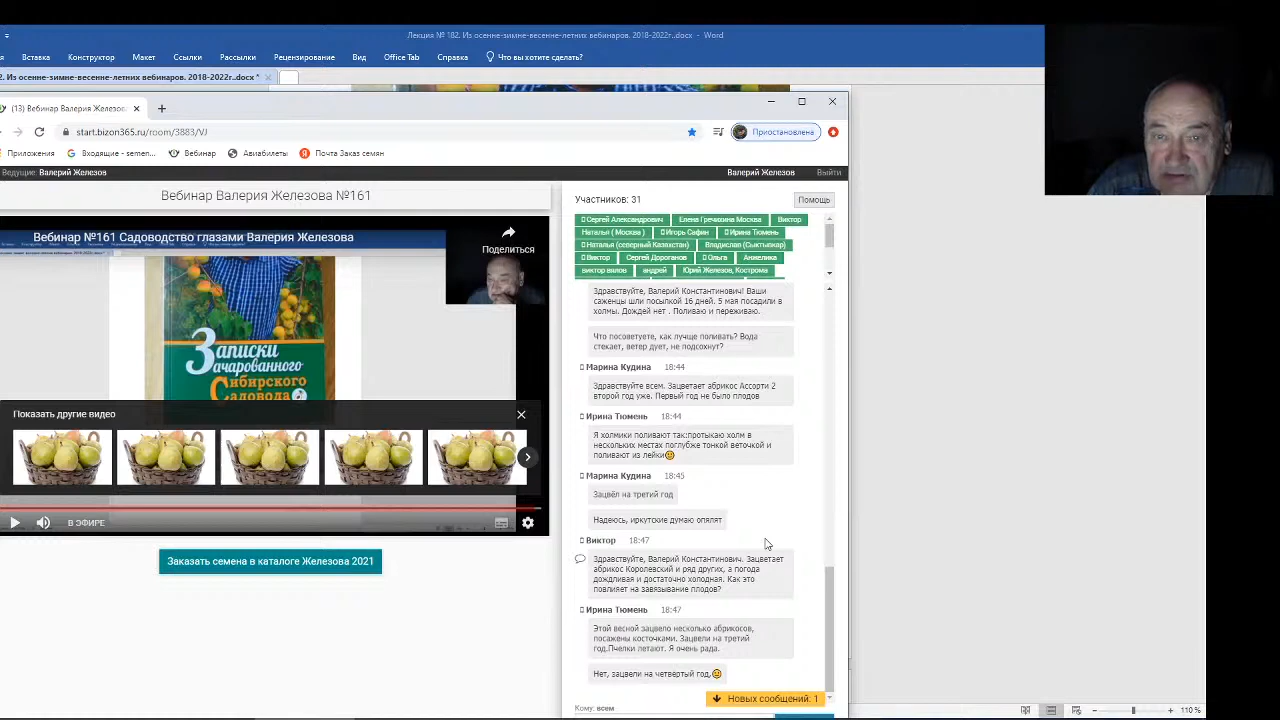 Лекция № 182. Из осенне-зимне-весенне-летних вебинаров. 2018-2022г..docx - Word
Вставка Конструктор Макет Ссылки Рассылки Рецензирование Вид Office Tab Справка Что вы хотите сделать?
2. Из осенне-зимне-весенне-летних вебинаров. 2018-2022г..docx *
(13) Вебинар Валерия Железова
start.bizon365.ru/room/3883/VJ
Приостановлена
Приложения Входящие - semen... Вебинар Авиабилеты Почта Заказ семян
Ведущие: Валерий Железов
Валерий Железов Выйти
Вебинар Валерия Железова №161
Вебинар №161 Садоводство глазами Валерия Железова
Поделиться
Записки
Зачарованного
Сибирского
Садовода
Показать другие видео
В ЭФИРЕ
Заказать семена в каталоге Железова 2021
Участников: 31
Помощь
Сергей Александрович Елена Гречихина Москва Виктор
Наталья ( Москва ) Игорь Сафин Ирина Тюмень
Наталья (северный Казахстан) Владислав (Сыктывкар)
Виктор Сергей Дороганов Ольга Анжелика
виктор вялов андрей Юрий Железов, Кострома
Здравствуйте, Валерий Константинович! Ваши
саженцы шли посылкой 16 дней. 5 мая посадили в
холмы. Дождей нет . Поливаю и переживаю.
Что посоветуете, как лучще поливать? Вода
стекает, ветер дует, не подсохнут?
Марина Кудина 18:44
Здравствуйте всем. Зацветает абрикос Ассорти 2
второй год уже. Первый год не было плодов
Ирина Тюмень 18:44
Я холмики поливают так:протыкаю холм в
нескольких местах поглубже тонкой веточкой и
поливают из лейки
Марина Кудина 18:45
Зацвёл на третий год
Надеюсь, иркутские думаю опылят
Виктор 18:47
Здравствуйте, Валерий Константинович. Зацветает
абрикос Королевский и ряд других, а погода
дождливая и достаточно холодная. Как это
повлияет на завязывание плодов?
Ирина Тюмень 18:47
Этой весной зацвело несколько абрикосов,
посажены косточками. Зацвели на третий
год.Пчелки летают. Я очень рада.
Нет, зацвели на четвёртый год,
Новых сообщений: 1
Кому: всем
110 %